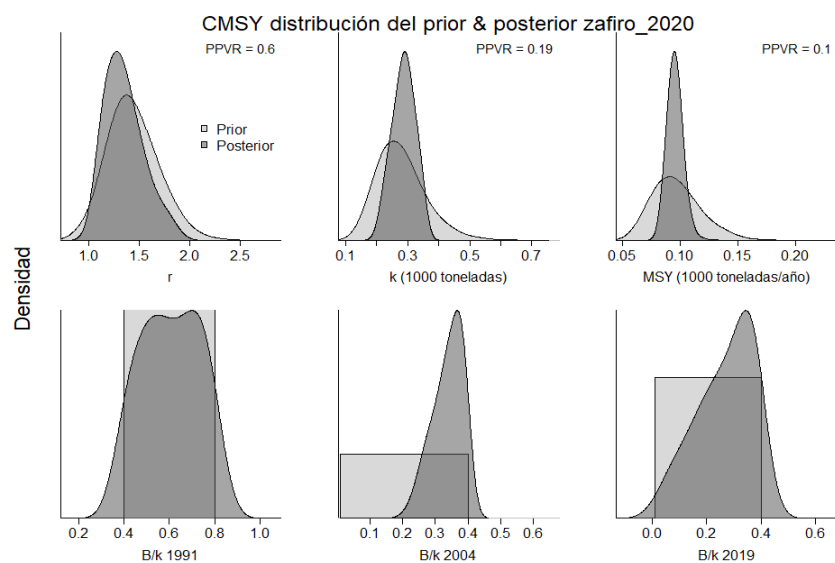 CMSY distribución del prior & posterior zafiro_2020
PPVR = 0.6
PPVR = 0.19
PPVR = 0.1
Prior
Posterior
Densidad
1.0 1.5 2.0 2.5
r
0.1 0.3 0.5 0.7
k (1000 toneladas)
0.05 0.10 0.15 0.20
MSY (1000 toneladas/año)
0.2 0.4 0.6 0.8 1.0
B/k 1991
0.1 0.2 0.3 0.4 0.6
B/k 2004
0.0 0.2 0.4 0.6
B/k 2019